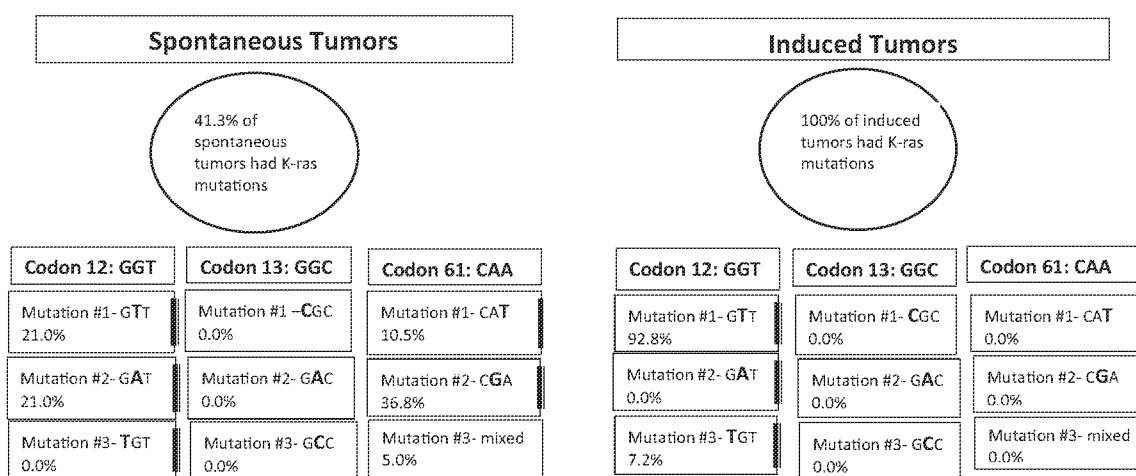 Spontaneous Tumors
41.3% of
spontaneous
tumors had K-ras
mutations
Codon 12: GGT
Mutation #1- GTT
21.0%
Mutation #2- GAT
21.0%
Mutation #3- TGT
0.0%
Codon 13: GGC
Mutation #1 –CGC
0.0%
Mutation #2- GAC
0.0%
Mutation #3- GCC
0.0%
Codon 61: CAA
Mutation #1- CAT
10.5%
Mutation #2- CGA
36.8%
Mutation #3- mixed
5.0%
Induced Tumors
100% of induced
tumors had K-ras
mutations
Codon 12: GGT
Mutation #1- GTT
92.8%
Mutation #2- GAT
0.0%
Mutation #3- TGT
7.2%
Codon 13: GGC
Mutation #1- CGC
0.0%
Mutation #2- GAC
0.0%
Mutation #3- GCC
0.0%
Codon 61: CAA
Mutation #1- CAT
0.0%
Mutation #2- CGA
0.0%
Mutation #3- mixed
0.0%